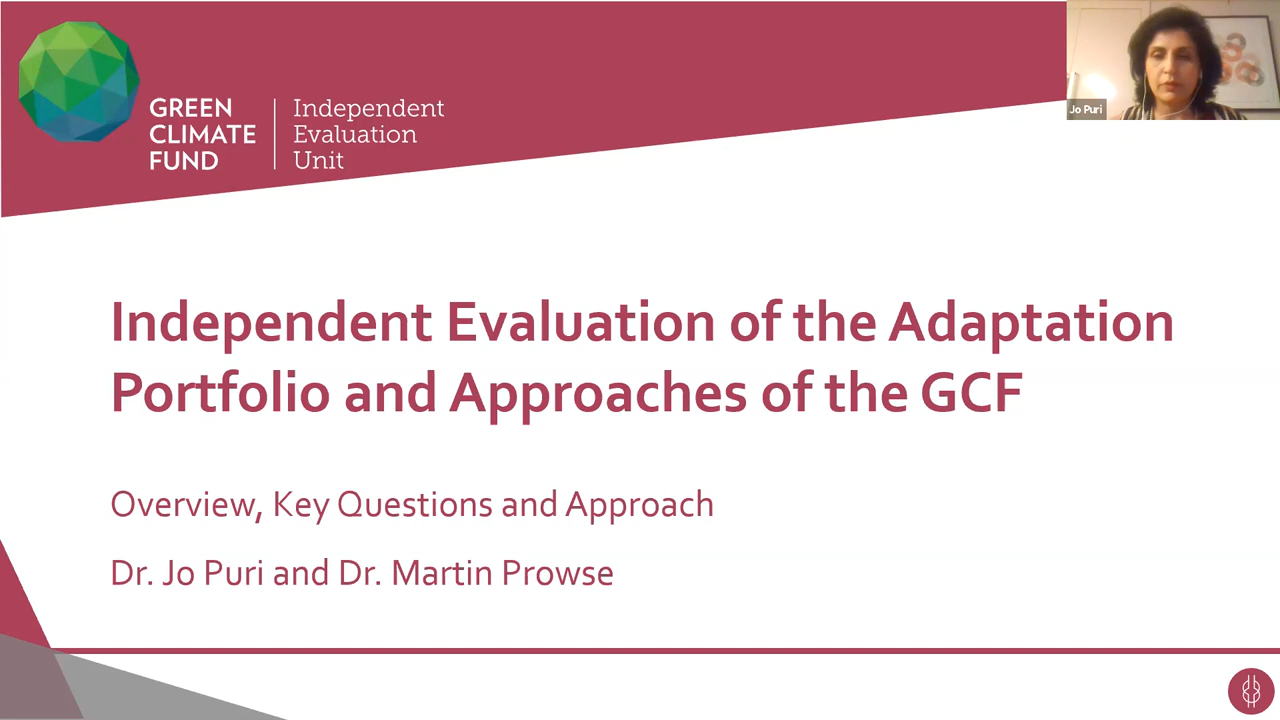 GREEN
CLIMATE
FUND
Independent
Evaluation
Unit
Jo Puri
Independent Evaluation of the Adaptation
Portfolio and Approaches of the GCF
Overview, Key Questions and Approach
Dr. Jo Puri and Dr. Martin Prowse